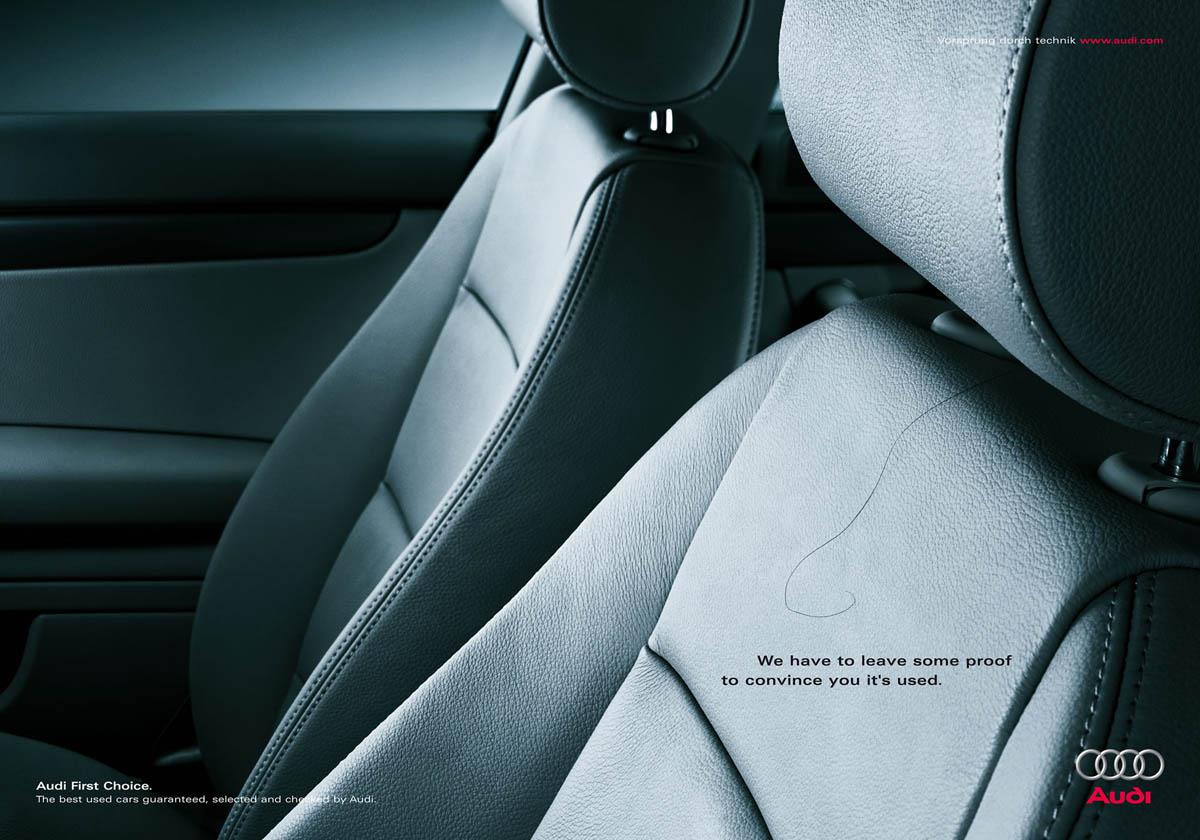 Vorsprung durch technik www.audi.com
We have to leave some proof
to convince you it's used.
Audi First Choice.
The best used cars guaranteed, selected and checked by Audi.
Audi